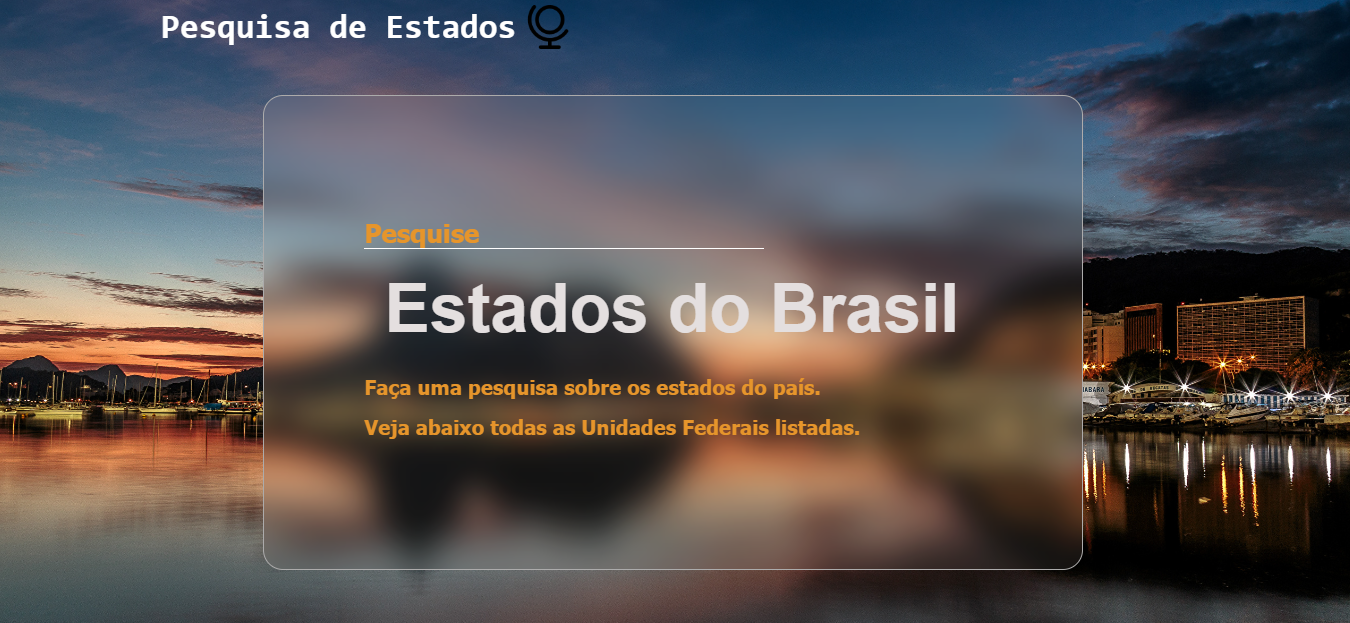 Pesquisa de Estados
Pesquise
Estados do Brasil
Faça uma pesquisa sobre os estados do país.
Veja abaixo todas as Unidades Federais listadas.